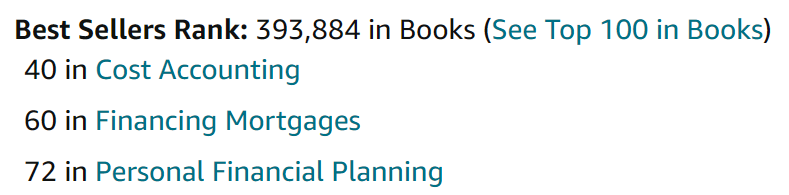 Best Sellers Rank: 393,884 in Books (See Top 100 in Books)
40 in Cost Accounting
60 in Financing Mortgages
72 in Personal Financial Planning